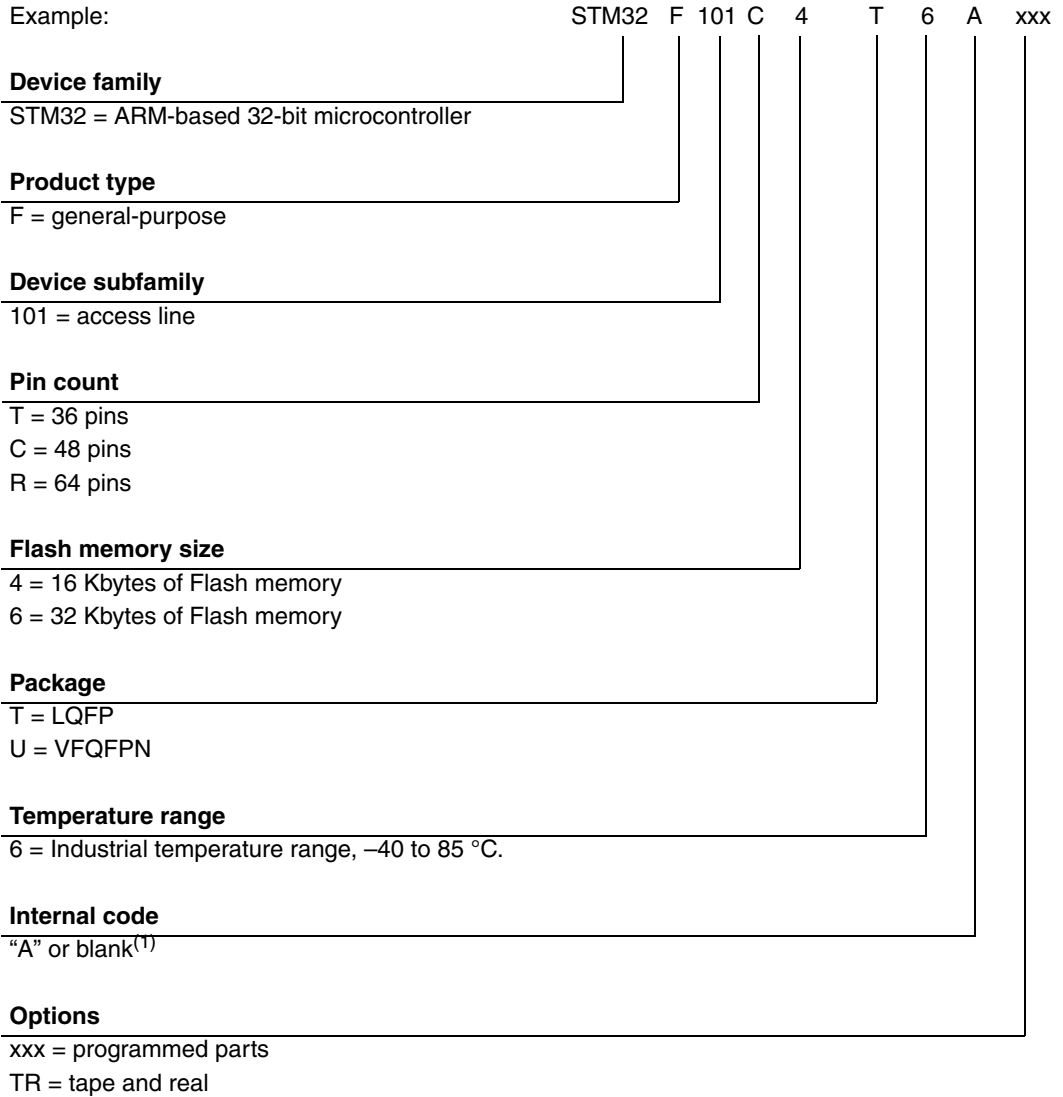 Example: STM32 F 101 C 4 T 6 A xxx
Device family
STM32 = ARM-based 32-bit microcontroller
Product type
F = general-purpose
Device subfamily
101 = access line
Pin count
T = 36 pins
C = 48 pins
R = 64 pins
Flash memory size
4 = 16 Kbytes of Flash memory
6 = 32 Kbytes of Flash memory
Package
T = LQFP
U = VFQFPN
Temperature range
6 = Industrial temperature range, –40 to 85 °C.
Internal code
“A” or blank(1)
Options
xxx = programmed parts
TR = tape and real